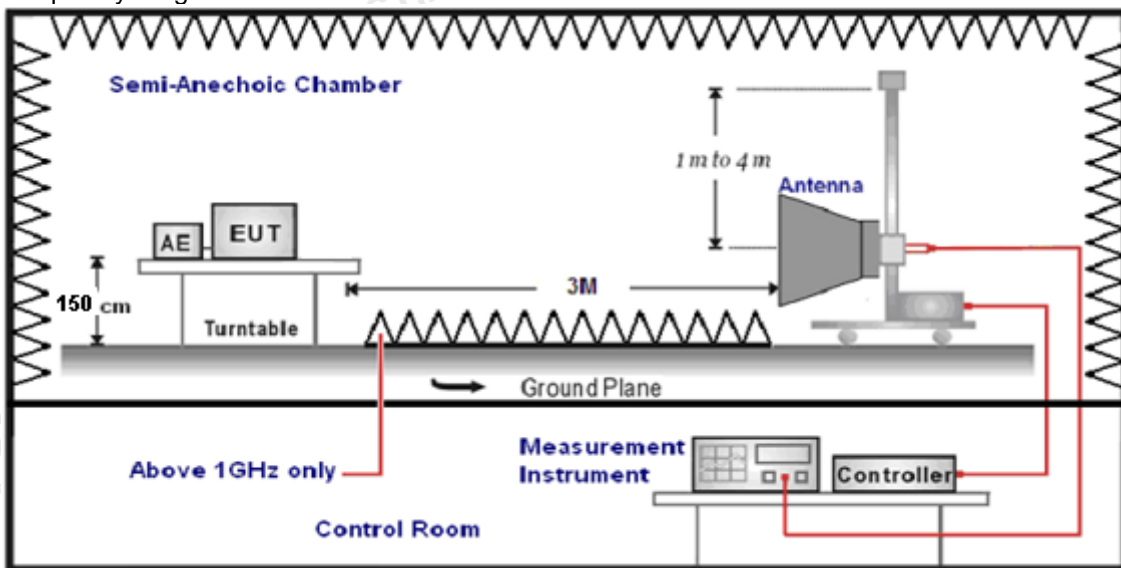 Semi-Anechoic Chamber
1 m to 4 m
Antenna
AE
EUT
3M
150 cm
Turntable
Ground Plane
Above 1GHz only
Measurement
Instrument
Controller
Control Room